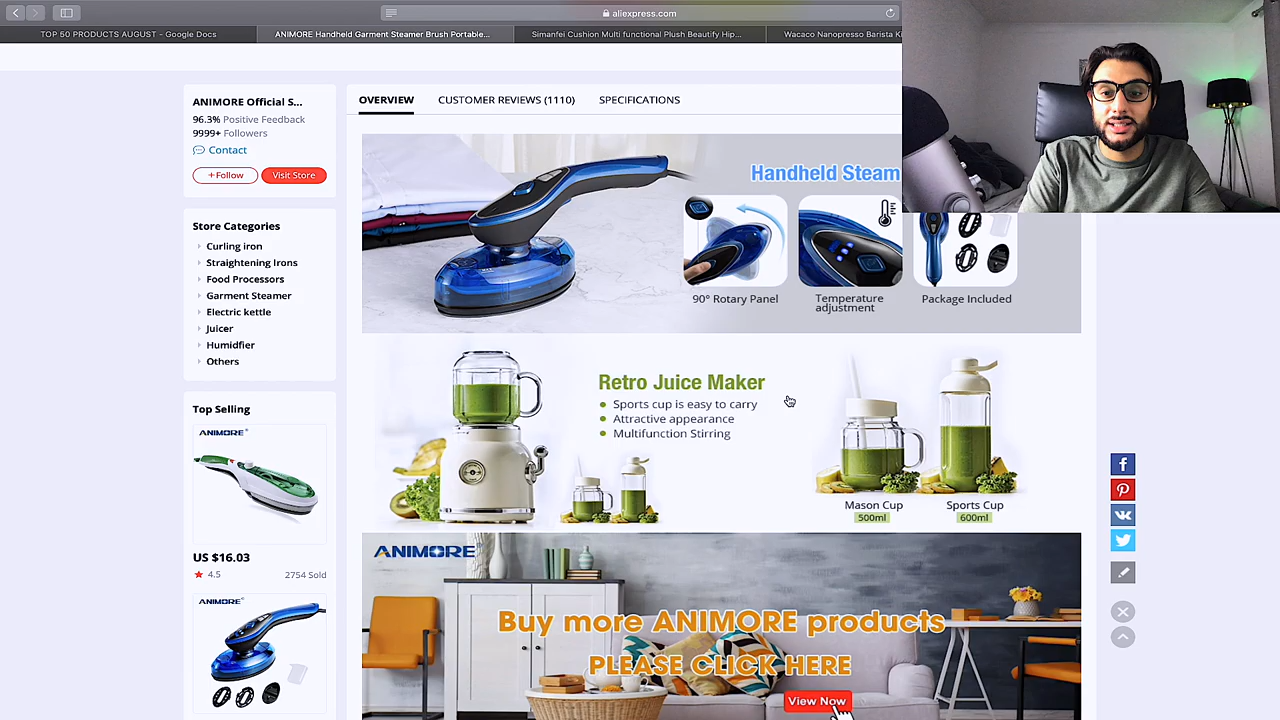 aliexpress.com
TOP 50 PRODUCTS AUGUST - Google Docs
ANIMORE Handheld Garment Steamer Brush Portable...
Simanfei Cushion Multi functional Plush Beautify Hip...
Wacaco Nanopresso Barista K
ANIMORE Official S...
96.3% Positive Feedback
9999+ Followers
Contact
+Follow
Visit Store
Store Categories
Curling iron
Straightening Irons
Food Processors
Garment Steamer
Electric kettle
Juicer
Humidfier
Others
Top Selling
ANIMORE®
US $16.03
4.5
2754 Sold
ANIMORE®
OVERVIEW
CUSTOMER REVIEWS (1110)
SPECIFICATIONS
Handheld Steam
90° Rotary Panel
Temperature
adjustment
Package Included
Retro Juice Maker
Sports cup is easy to carry
Attractive appearance
Multifunction Stirring
Mason Cup
500ml
Sports Cup
600ml
ANIMORE®
Buy more ANIMORE products
PLEASE CLICK HERE
View Now